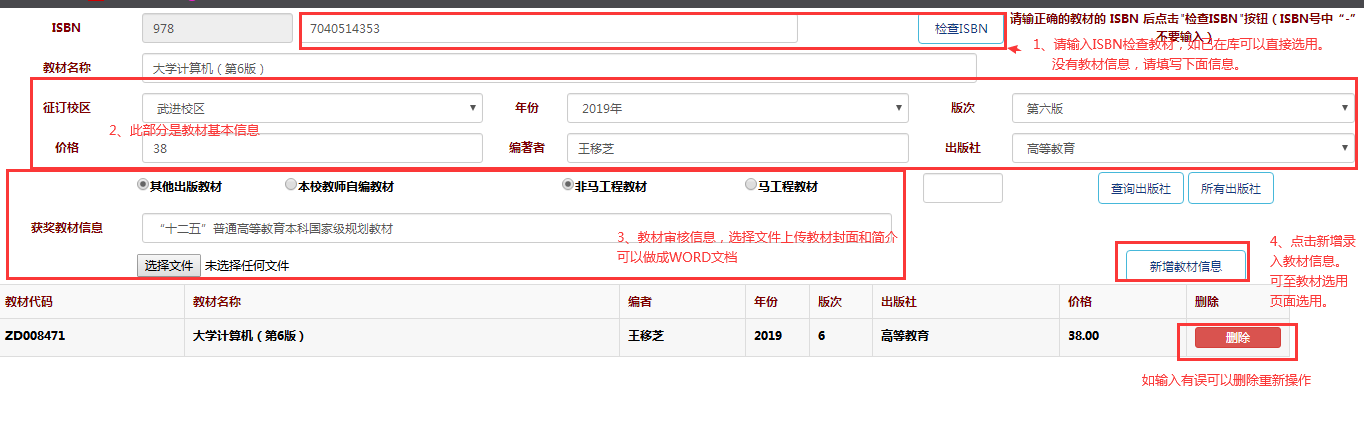 ISBN 978 7040514353 检查ISBN 请输正确的教材的 ISBN 后点击"检查ISBN"按钮（ISBN号中“-”
不要输入）
1、请输入ISBN检查教材，如已在库可以直接选用。
没有教材信息，请填写下面信息。
教材名称 大学计算机（第6版）
征订校区 武进校区 年份 2019年 版次 第六版
2、此部分是教材基本信息
价格 38 编著者 王移芝 出版社 高等教育
其他出版教材 本校教师自编教材 非马工程教材 马工程教材 查询出版社 所有出版社
获奖教材信息 “十二五”普通高等教育本科国家级规划教材
3、教材审核信息，选择文件上传教材封面和简介
可以做成WORD文档
选择文件 未选择任何文件
新增教材信息
4、点击新增录
入教材信息。
可至教材选用
页面选用。
教材代码 教材名称 编者 年份 版次 出版社 价格 删除
ZD008471 大学计算机（第6版） 王移芝 2019 6 高等教育 38.00 删除
如输入有误可以删除重新操作